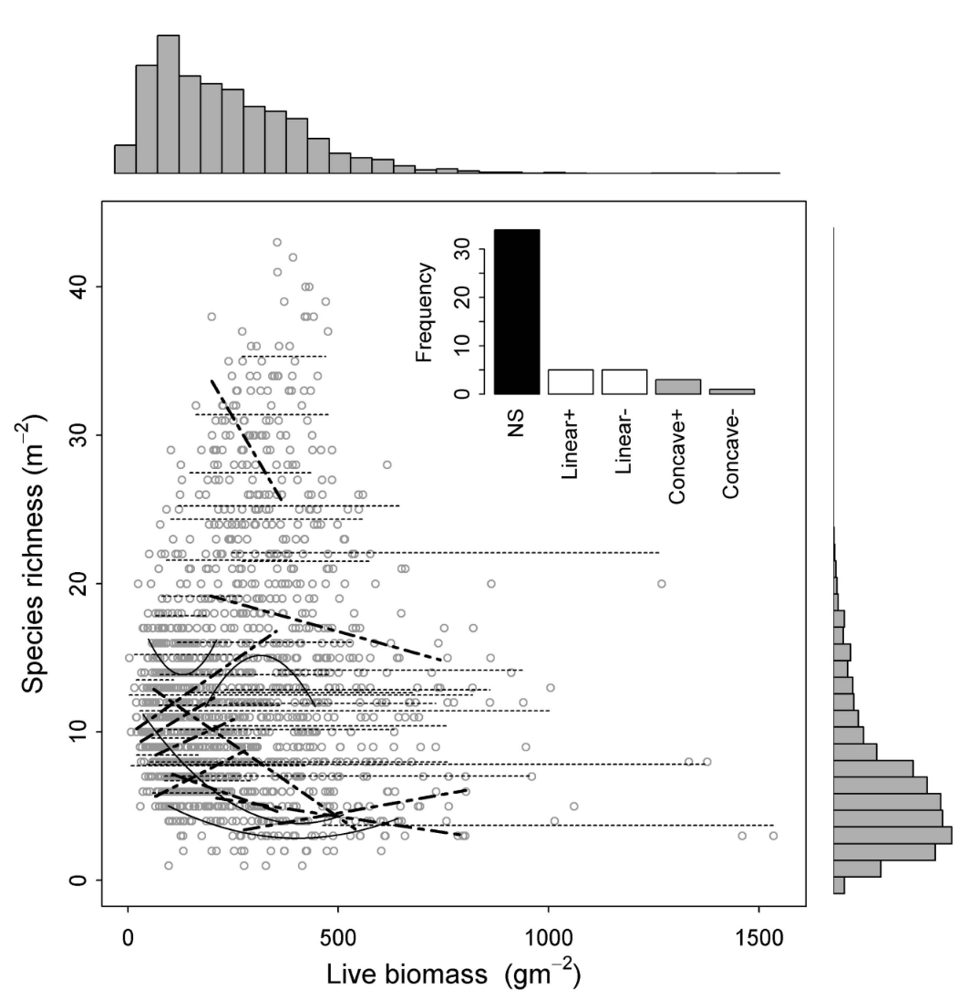 Frequency
0
10
20
30
NS
Linear+
Linear-
Concave+
Concave-
Species richness (m⁻²)
0
10
20
30
40
0 500 1000 1500
Live biomass (gm⁻²)